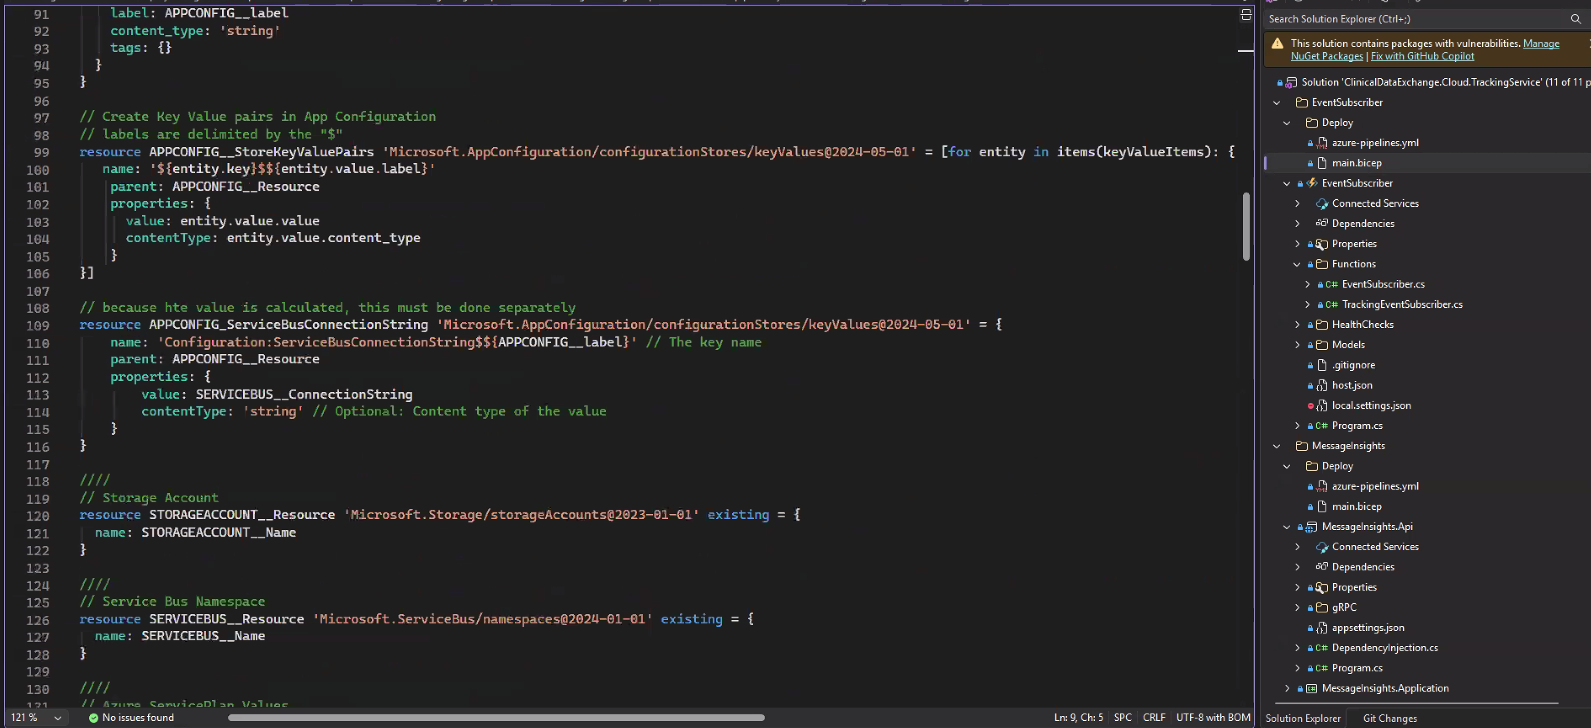 91 label: APPCONFIG__label
92 content_type: 'string'
93 tags: {}
94 }
95 }
96
97 // Create Key Value pairs in App Configuration
98 // labels are delimited by the "$"
99 resource APPCONFIG__StoreKeyValuePairs 'Microsoft.AppConfiguration/configurationStores/keyValues@2024-05-01' = [for entity in items(keyValueItems): {
100 name: '${entity.key}$${entity.value.label}'
101 parent: APPCONFIG__Resource
102 properties: {
103 value: entity.value.value
104 contentType: entity.value.content_type
105 }
106 }]
107
108 // because hte value is calculated, this must be done separately
109 resource APPCONFIG_ServiceBusConnectionString 'Microsoft.AppConfiguration/configurationStores/keyValues@2024-05-01' = {
110 name: 'Configuration:ServiceBusConnectionString$${APPCONFIG__label}' // The key name
111 parent: APPCONFIG__Resource
112 properties: {
113 value: SERVICEBUS__ConnectionString
114 contentType: 'string' // Optional: Content type of the value
115 }
116 }
117
118 ////
119 // Storage Account
120 resource STORAGEACCOUNT__Resource 'Microsoft.Storage/storageAccounts@2023-01-01' existing = {
121 name: STORAGEACCOUNT__Name
122 }
123
124 ////
125 // Service Bus Namespace
126 resource SERVICEBUS__Resource 'Microsoft.ServiceBus/namespaces@2024-01-01' existing = {
127 name: SERVICEBUS__Name
128 }
129
130 ////
131 // Azure ServicePlan Values
121 %
No issues found
Ln: 9, Ch: 5 SPC CRLF UTF-8 with BOM
Search Solution Explorer (Ctrl+;)
This solution contains packages with vulnerabilities. Manage
NuGet Packages | Fix with GitHub Copilot
Solution 'ClinicalDataExchange.Cloud.TrackingService' (11 of 11 p
EventSubscriber
Deploy
azure-pipelines.yml
main.bicep
EventSubscriber
Connected Services
Dependencies
Properties
Functions
C# EventSubscriber.cs
C# TrackingEventSubscriber.cs
HealthChecks
Models
.gitignore
host.json
local.settings.json
C# Program.cs
MessageInsights
Deploy
azure-pipelines.yml
main.bicep
MessageInsights.Api
Connected Services
Dependencies
Properties
gRPC
appsettings.json
C# DependencyInjection.cs
C# Program.cs
MessageInsights.Application
Solution Explorer Git Changes